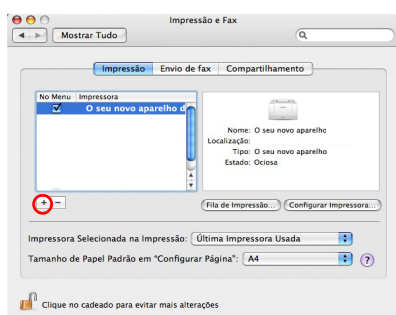 Impressão e Fax
Mostrar Tudo
Impressão Envio de fax Compartilhamento
No Menu Impressora
O seu novo aparelho d
Nome: O seu novo aparelho
Localização:
Tipo: O seu novo aparelho
Estado: Ociosa
+ −
Fila de Impressão... Configurar Impressora...
Impressora Selecionada na Impressão: Última Impressora Usada
Tamanho de Papel Padrão em "Configurar Página": A4 ?
Clique no cadeado para evitar mais alterações